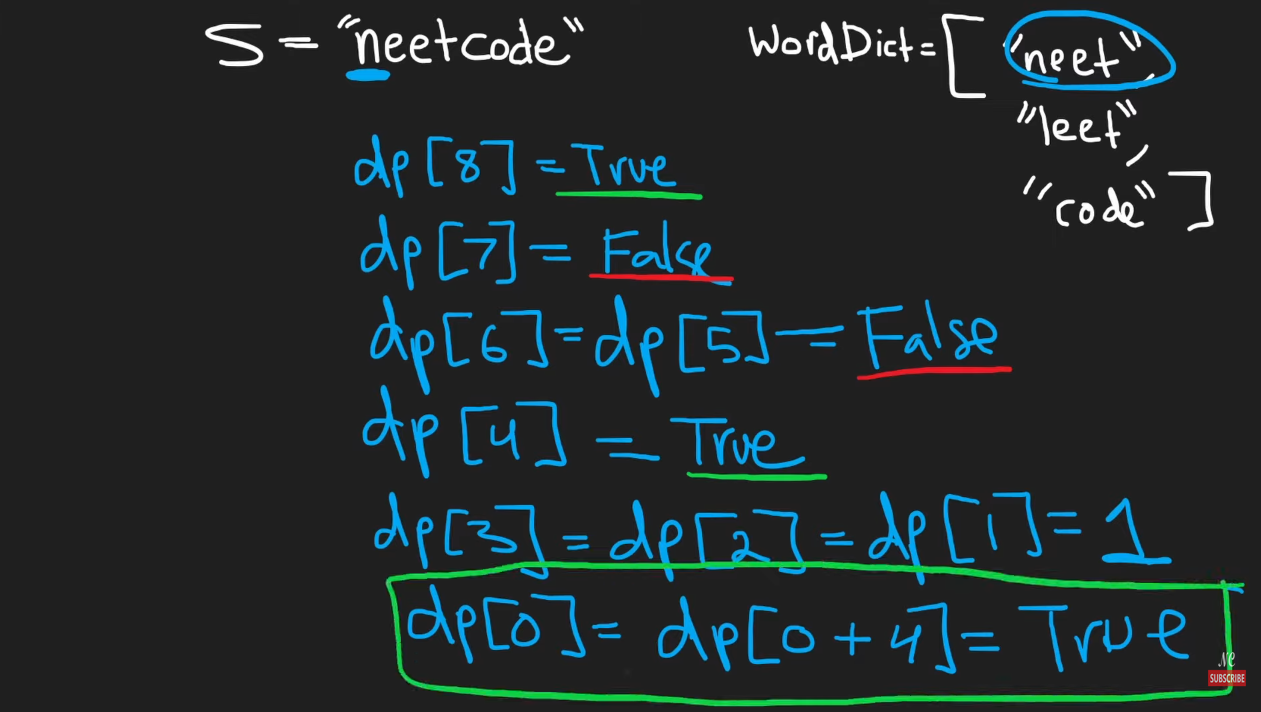 S = "neetcode"
WordDict = [ "neet",
"leet",
"code" ]
dp[8] = True
dp[7] = False
dp[6] = dp[5] = False
dp[4] = True
dp[3] = dp[2] = dp[1] = 1
dp[0] = dp[0 + 4] = True
NC
SUBSCRIBE